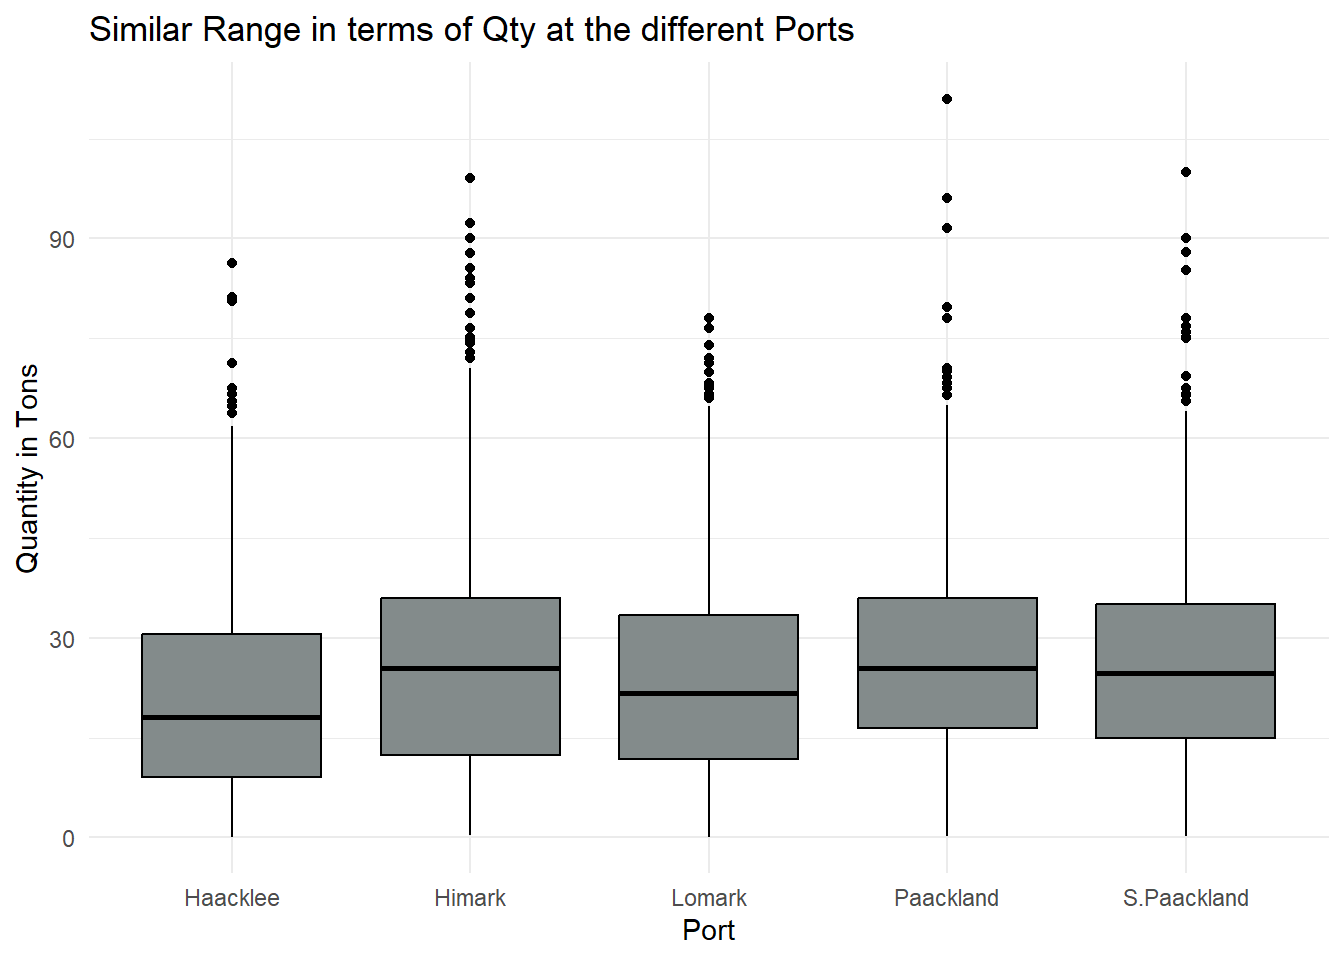 Similar Range in terms of Qty at the different Ports
Quantity in Tons
90
60
30
0
Haacklee Himark Lomark Paackland S.Paackland
Port